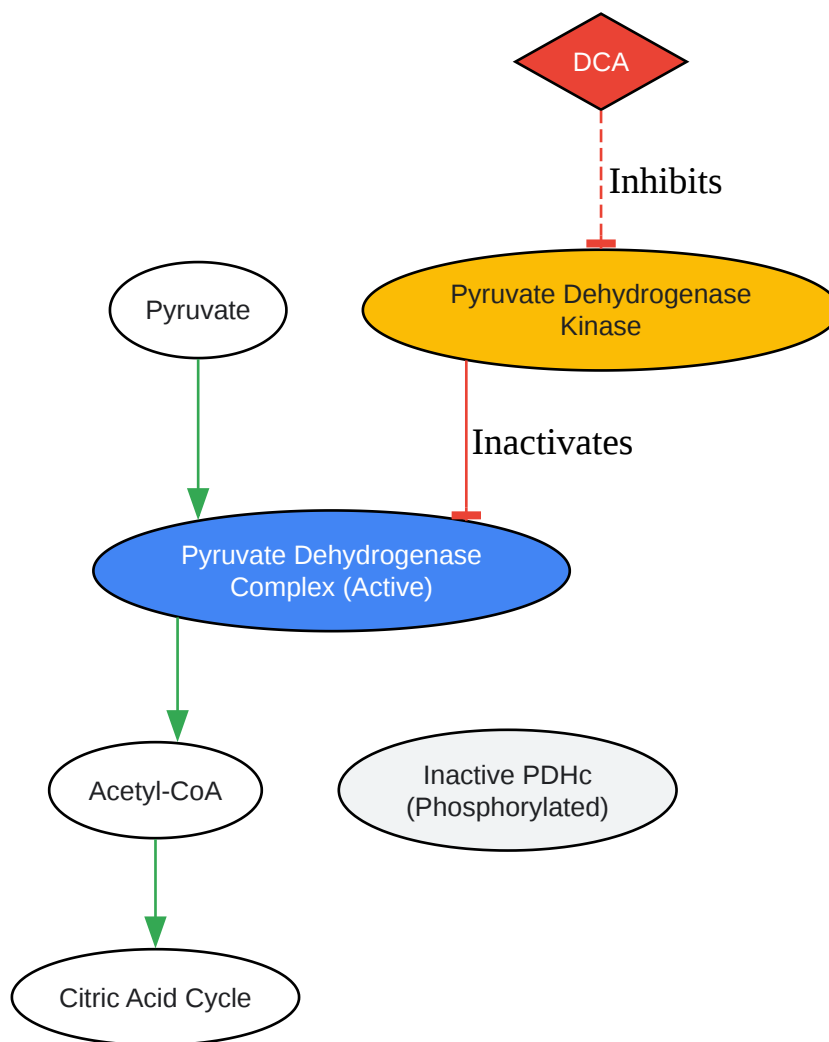 DCA
Inhibits
Pyruvate
Pyruvate Dehydrogenase
Kinase
Inactivates
Pyruvate Dehydrogenase
Complex (Active)
Acetyl-CoA
Inactive PDHc
(Phosphorylated)
Citric Acid Cycle